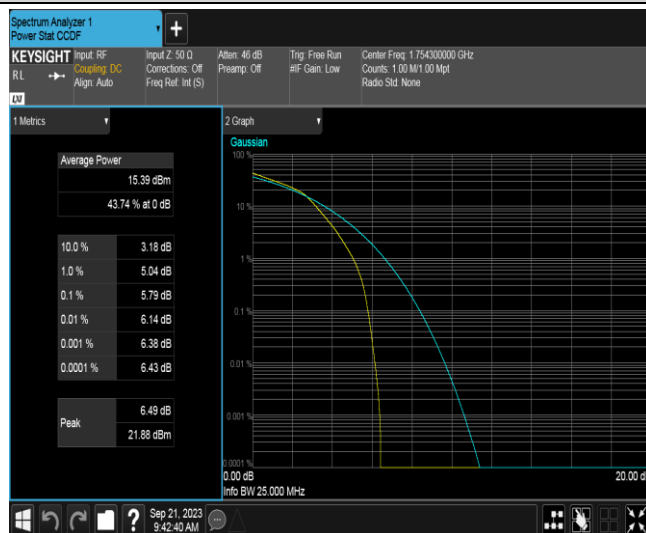 Spectrum Analyzer 1
Power Stat CCDF
KEYSIGHT
RL
LXI
Input: RF
Coupling: DC
Align: Auto
Input Z: 50 Ω
Corrections: Off
Freq Ref: Int (S)
Atten: 46 dB
Preamp: Off
Trig: Free Run
#IF Gain: Low
Center Freq: 1.754300000 GHz
Counts: 1.00 M/1.00 Mpt
Radio Std: None
1 Metrics
Average Power
15.39 dBm
43.74 % at 0 dB
10.0 % 3.18 dB
1.0 % 5.04 dB
0.1 % 5.79 dB
0.01 % 6.14 dB
0.001 % 6.38 dB
0.0001 % 6.43 dB
Peak
6.49 dB
21.88 dBm
2 Graph
Gaussian
100 %
10 %
1 %
0.1 %
0.01 %
0.001 %
0.0001 %
0.00 dB
20.00 d
Info BW 25.000 MHz
?
Sep 21, 2023
9:42:40 AM